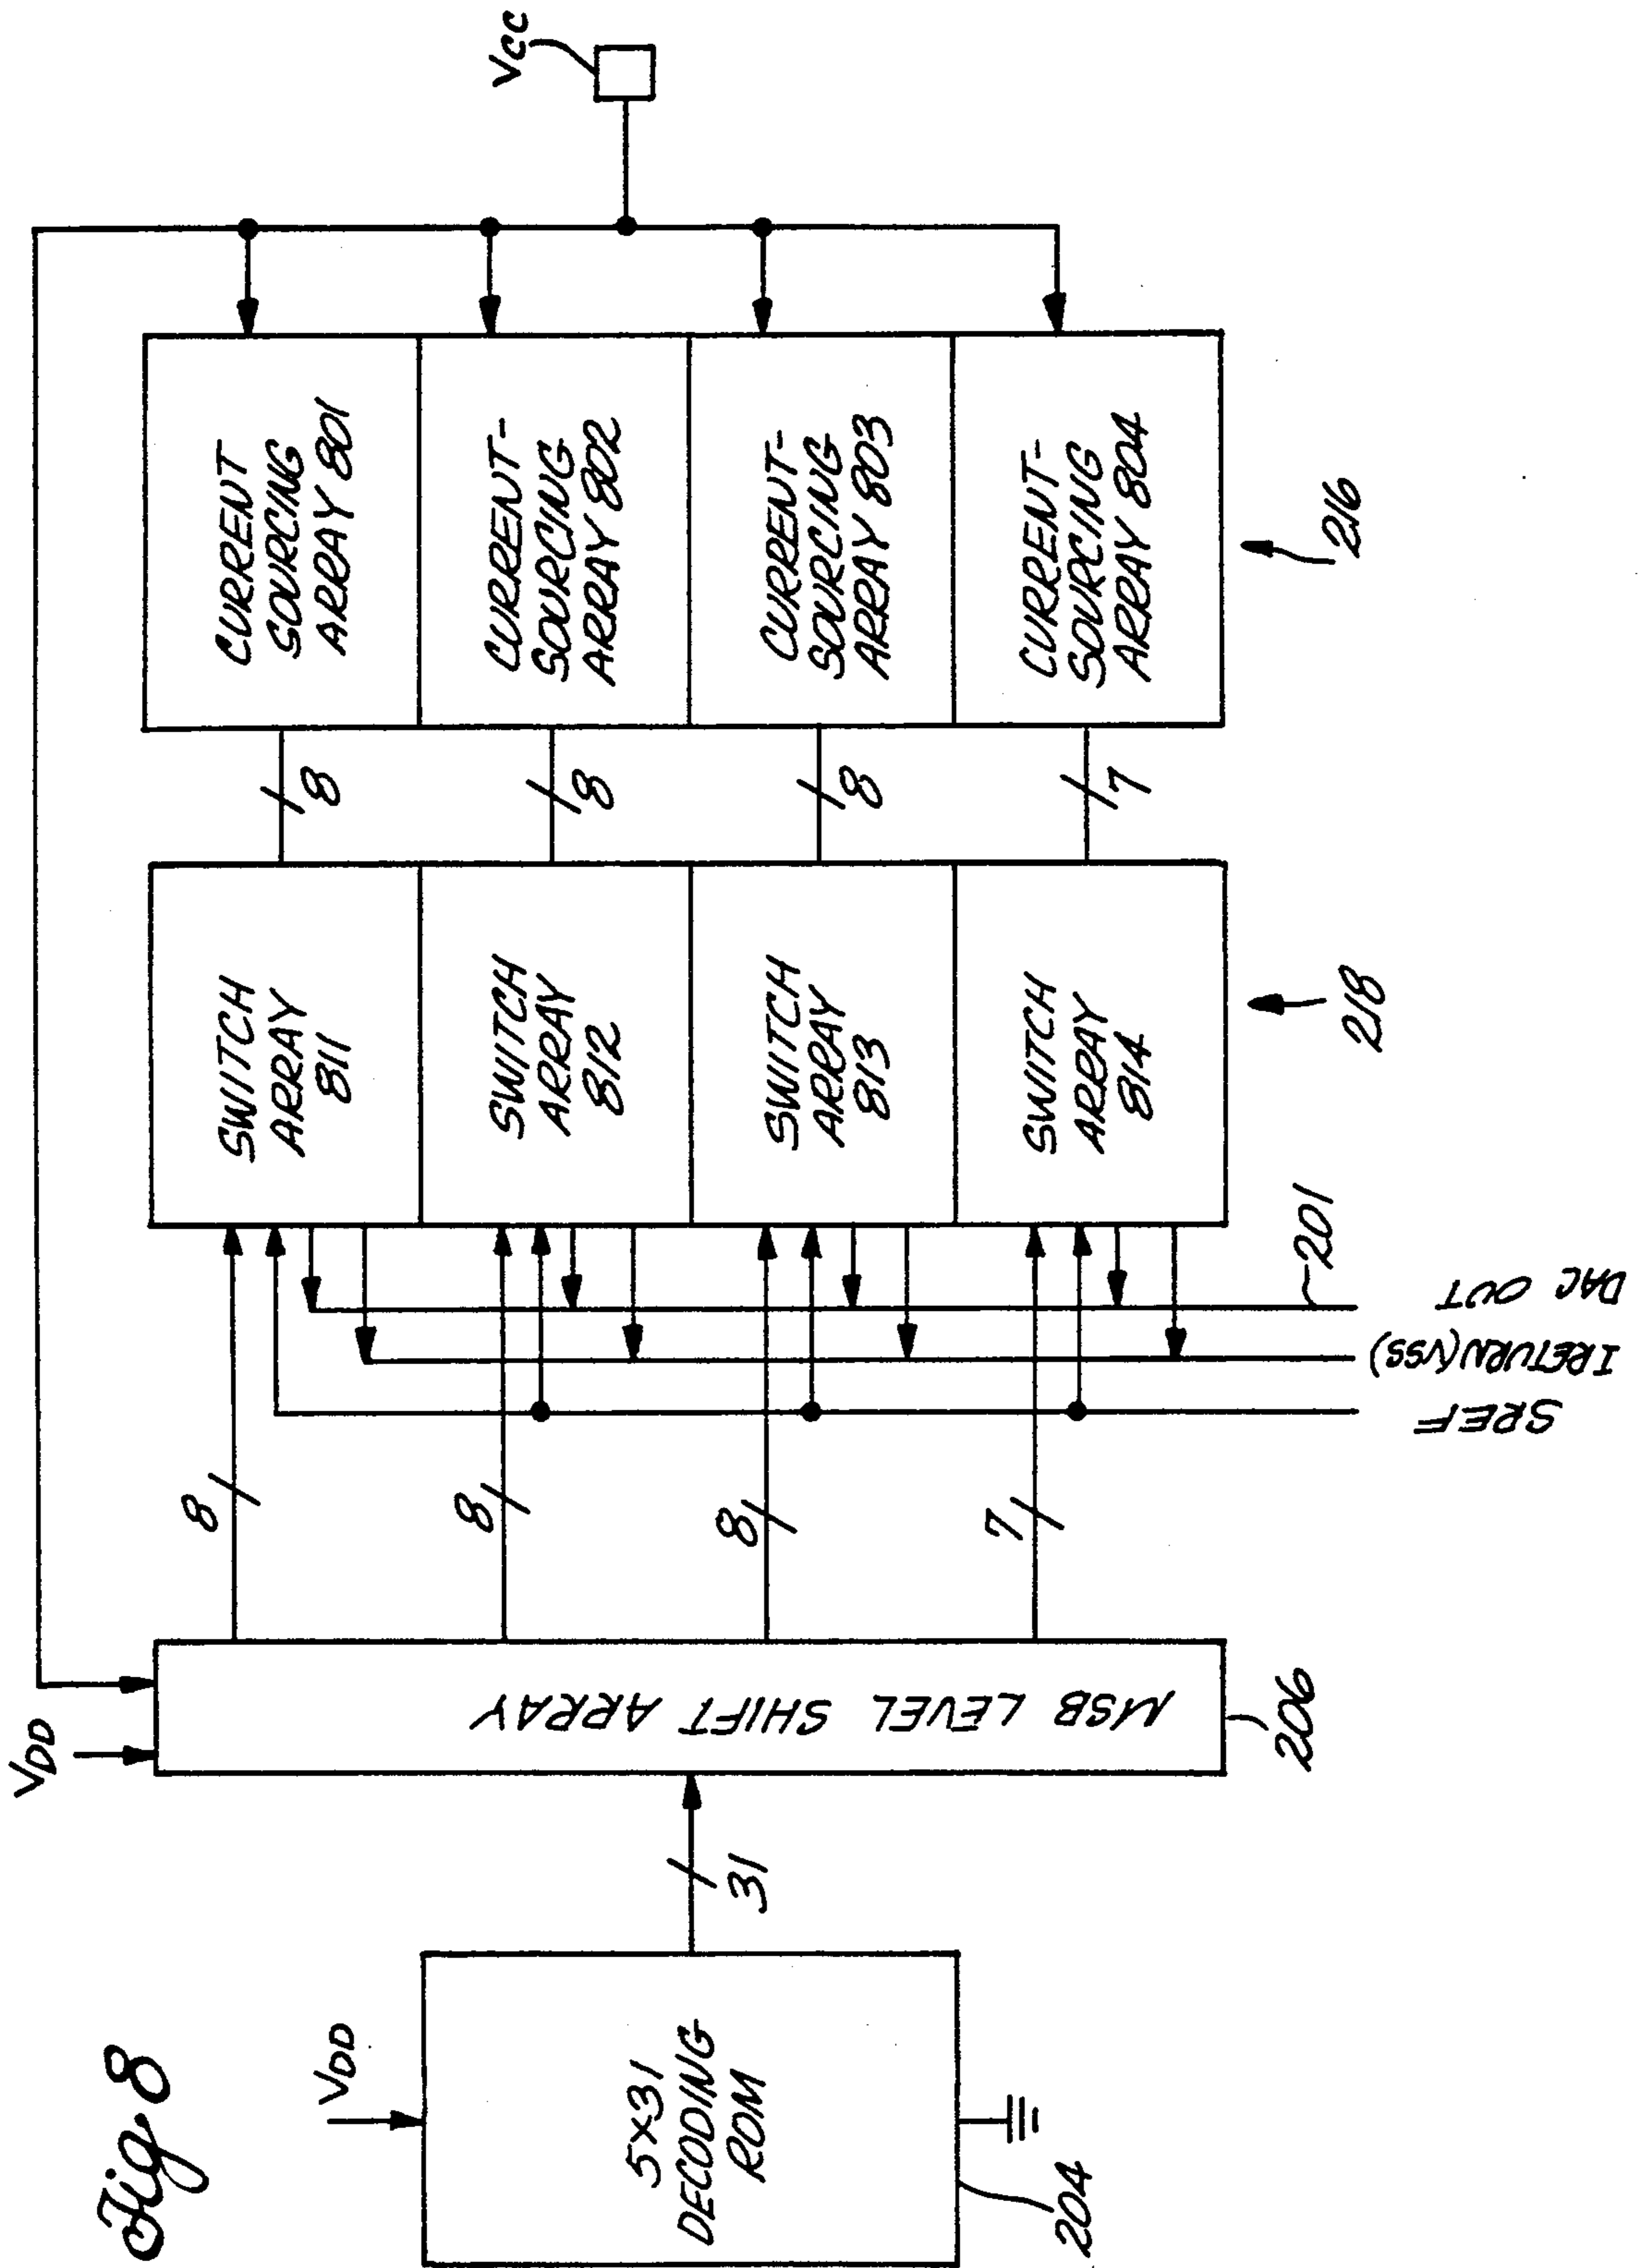 Fig. 8
VDD
5×31
DECODING
ROM
204
31
VDD
MSB LEVEL SHIFT ARRAY
206
8
8
8
7
SREF
I RETURN (VSS)
DAC OUT
201
SWITCH
ARRAY
811
SWITCH
ARRAY
812
SWITCH
ARRAY
813
SWITCH
ARRAY
814
218
8
8
8
7
CURRENT
SOURCING
ARRAY 801
CURRENT-
SOURCING
ARRAY 802
CURRENT-
SOURCING
ARRAY 803
CURRENT-
SOURCING
ARRAY 804
216
VCC